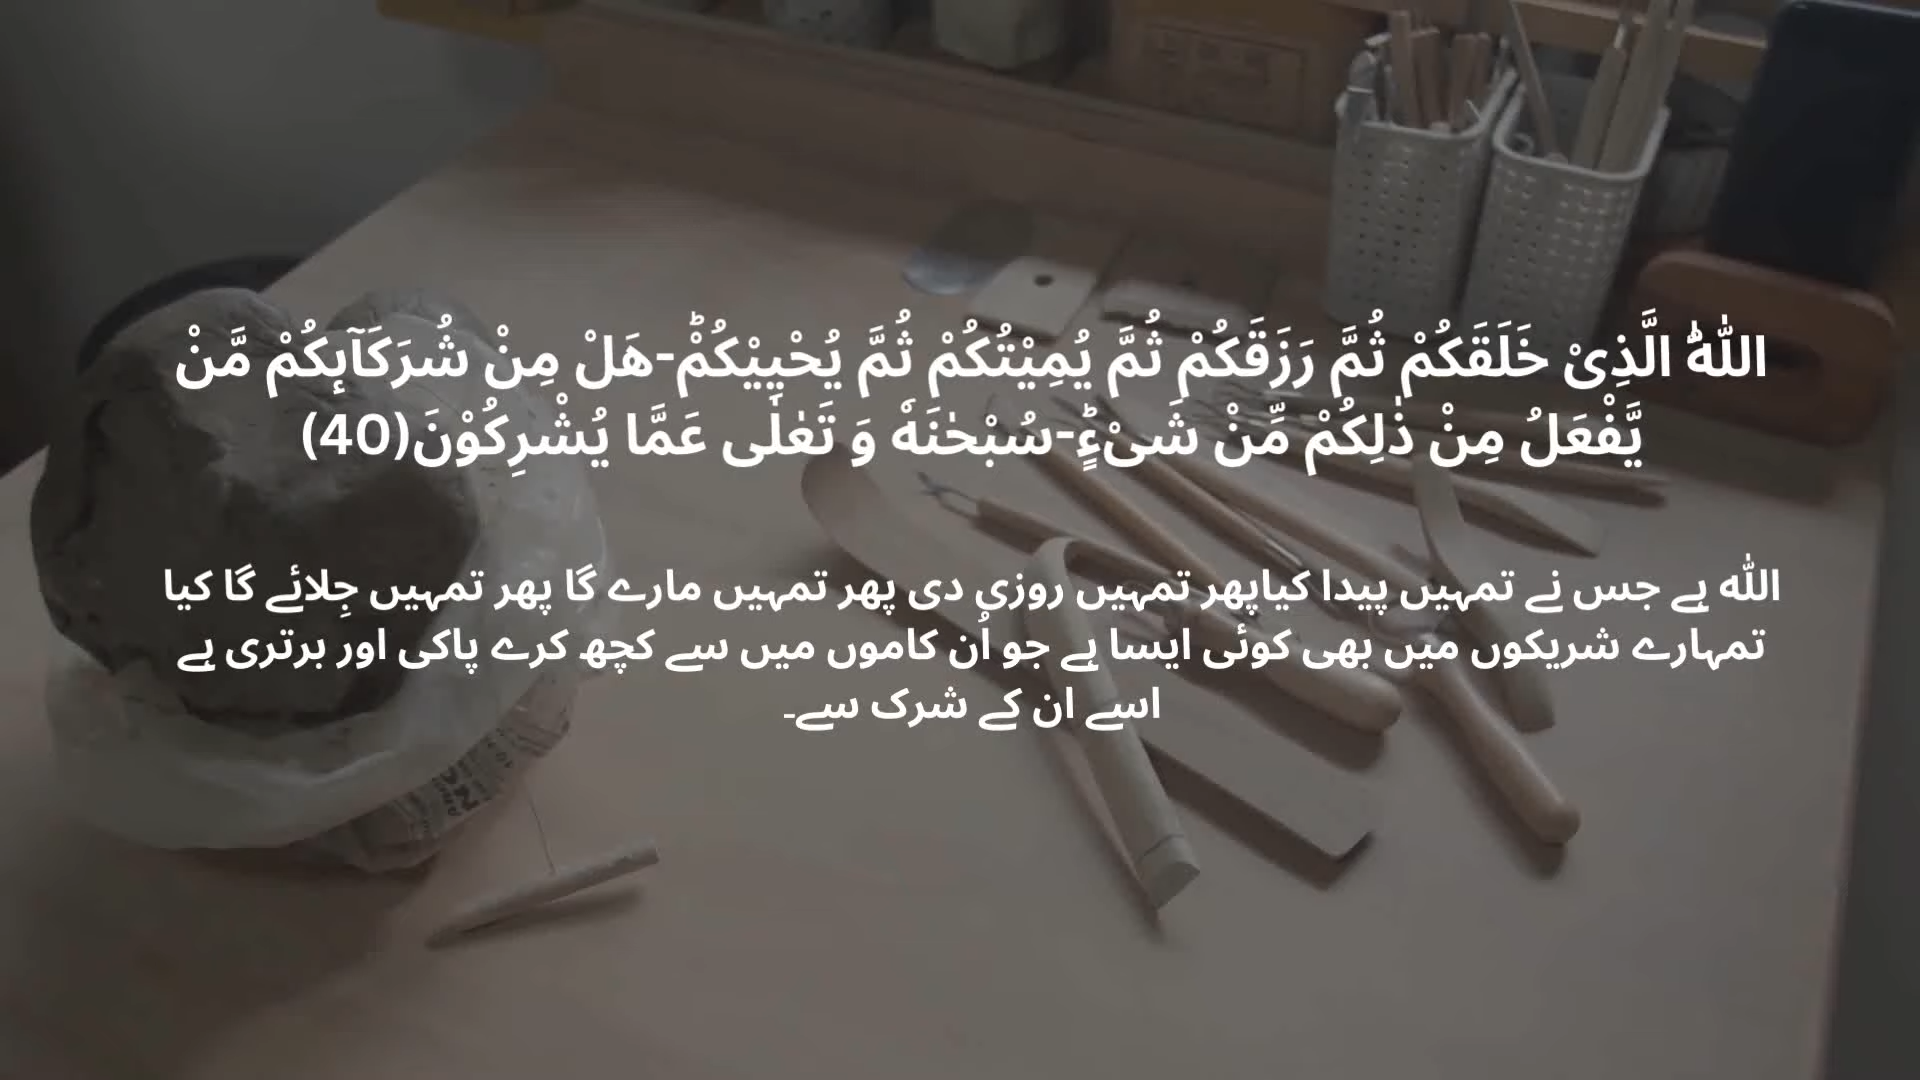 اللّٰهُ الَّذِیْ خَلَقَكُمْ ثُمَّ رَزَقَكُمْ ثُمَّ یُمِیْتُكُمْ ثُمَّ یُحْیِیْكُمْؕ-هَلْ مِنْ شُرَكَآىٕكُمْ مَّنْ
یَّفْعَلُ مِنْ ذٰلِكُمْ مِّنْ شَیْءٍؕ-سُبْحٰنَهٗ وَ تَعٰلٰى عَمَّا یُشْرِكُوْنَ(40)
اللّٰه ہے جس نے تمہیں پیدا کیاپھر تمہیں روزی دی پھر تمہیں مارے گا پھر تمہیں جِلائے گا کیا
تمہارے شریکوں میں بھی کوئی ایسا ہے جو اُن کاموں میں سے کچھ کرے پاکی اور برتری ہے
اسے ان کے شرک سے۔